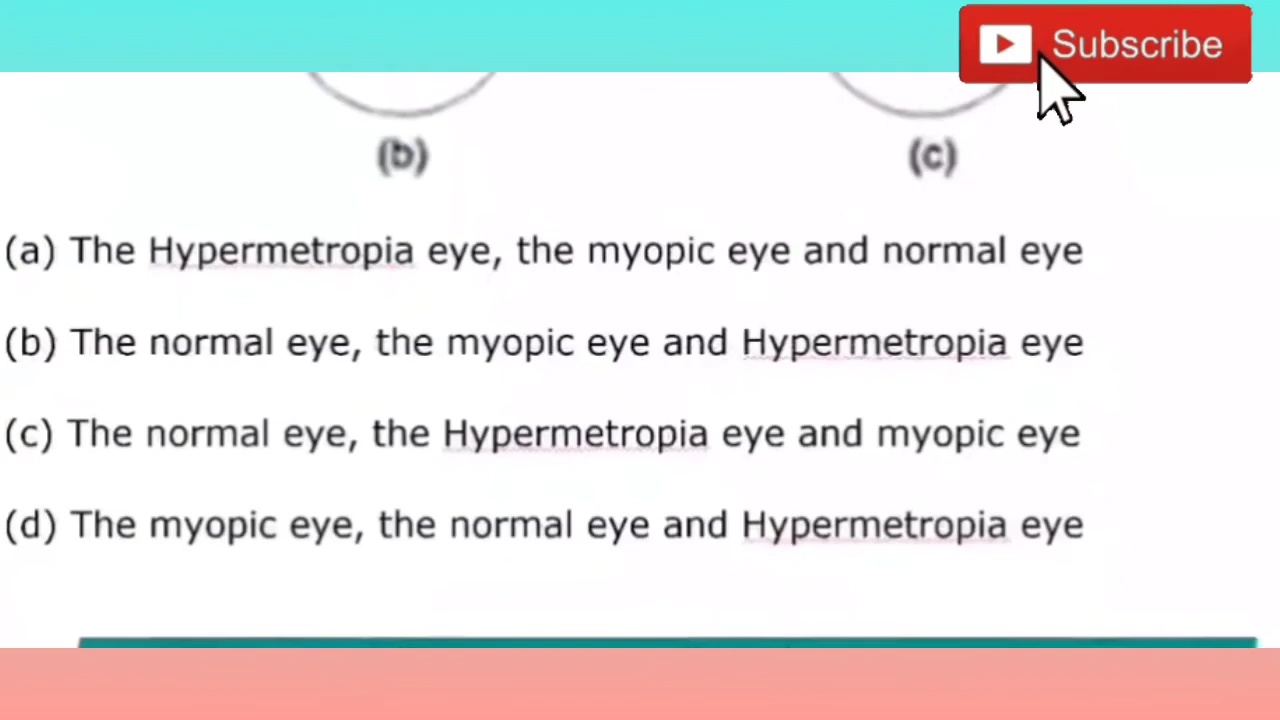 Subscribe
(b) (c)
(a) The Hypermetropia eye, the myopic eye and normal eye
(b) The normal eye, the myopic eye and Hypermetropia eye
(c) The normal eye, the Hypermetropia eye and myopic eye
(d) The myopic eye, the normal eye and Hypermetropia eye